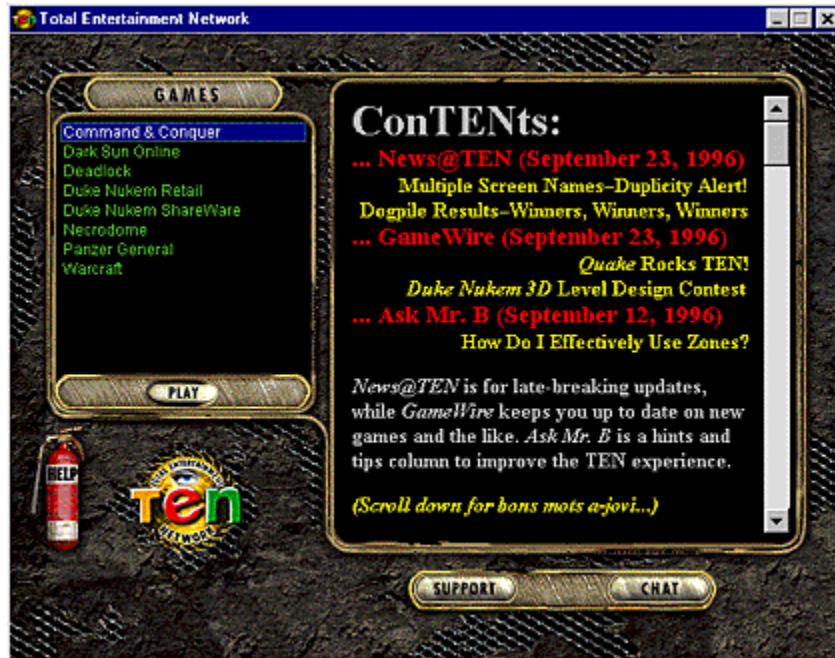 Total Entertainment Network
GAMES
Command & Conquer
Dark Sun Online
Deadlock
Duke Nukem Retail
Duke Nukem ShareWare
Necrodome
Panzer General
Warcraft
PLAY
HELP
TOTAL ENTERTAINMENT
Ten
NETWORK
ConTENts:
... News@TEN (September 23, 1996)
Multiple Screen Names–Duplicity Alert!
Dogpile Results–Winners, Winners, Winners
... GameWire (September 23, 1996)
Quake Rocks TEN!
Duke Nukem 3D Level Design Contest
... Ask Mr. B (September 12, 1996)
How Do I Effectively Use Zones?
News@TEN is for late-breaking updates,
while GameWire keeps you up to date on new
games and the like. Ask Mr. B is a hints and
tips column to improve the TEN experience.
(Scroll down for bons mots a-jovi...)
SUPPORT
CHAT